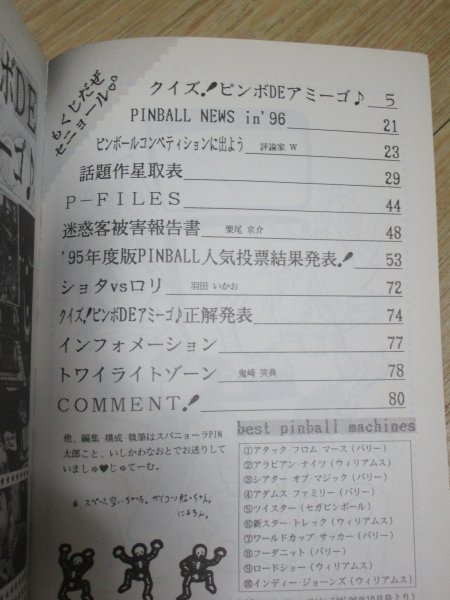 もくじだぜ
セニョール。
クイズ!ピンボDEアミーゴ♪ 5
PINBALL NEWS in'96 21
ピンボールコンペティションに出よう 評論家 W 23
話題作星取表 29
P-FILES 44
迷惑客被害報告書 柴尾 京介 48
'95年度版PINBALL人気投票結果発表! 53
ショタvsロリ 羽田 いかお 72
クイズ!ピンボDEアミーゴ♪正解発表 74
インフォメーション 77
トワイライトゾーン 鬼崎 笑典 78
COMMENT! 80
他、編集・構成・執筆はスパニョーラPIN
太郎こと、いしかわなおとでお送りして
いましゅ♥じゅてーむ。
best pinball machines
①アタック フロム マース(バリー)
②アラビアン・ナイツ(ウィリアムス)
③シアター オブ・マジック(バリー)
④アダムス・ファミリー(バリー)
⑤ツイスター(セガピンボール)
⑥新スター・トレック(ウィリアムス)
⑦ワールドカップ サッカー(バリー)
⑧フーダニット(バリー)
⑨ロードショー(ウィリアムス)
⑩インディー ジョーンズ(ウィリアムス)